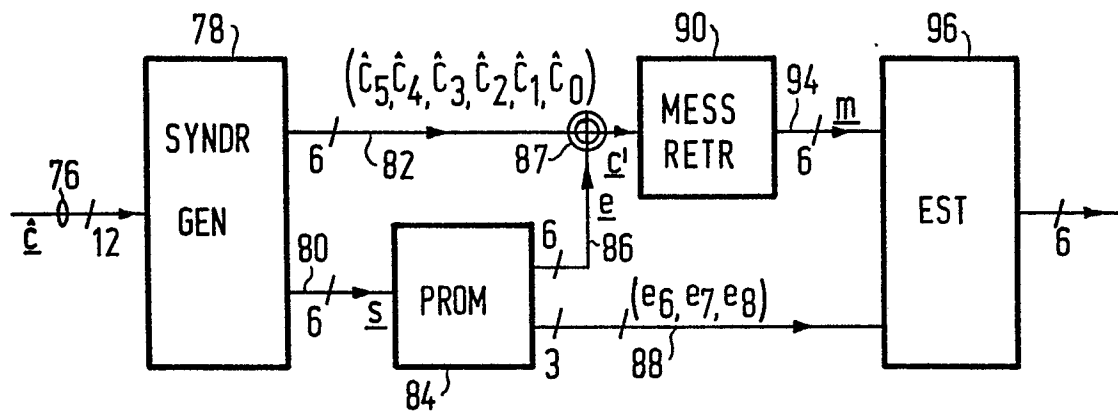 78
90
96
(Ĉ5,Ĉ4,Ĉ3,Ĉ2,Ĉ1,Ĉ0)
94
SYNDR
GEN
6
82
87
c'
MESS
RETR
6
m
EST
76
ĉ
12
80
6
s
PROM
84
6
e
86
3
(e6,e7,e8)
88
6